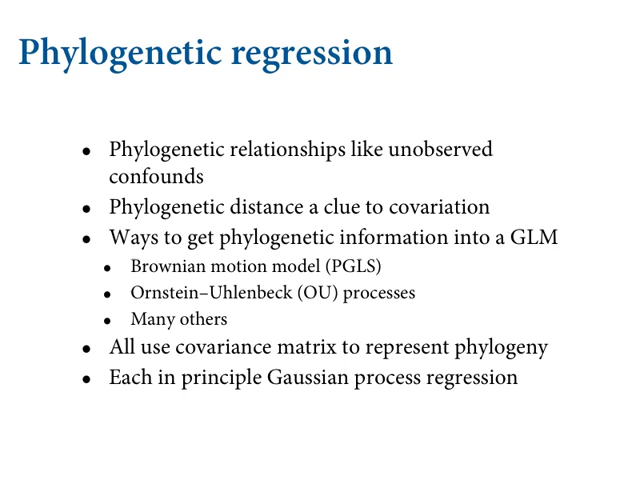 Phylogenetic regression
• Phylogenetic relationships like unobserved
confounds
• Phylogenetic distance a clue to covariation
• Ways to get phylogenetic information into a GLM
• Brownian motion model (PGLS)
• Ornstein–Uhlenbeck (OU) processes
• Many others
• All use covariance matrix to represent phylogeny
• Each in principle Gaussian process regression